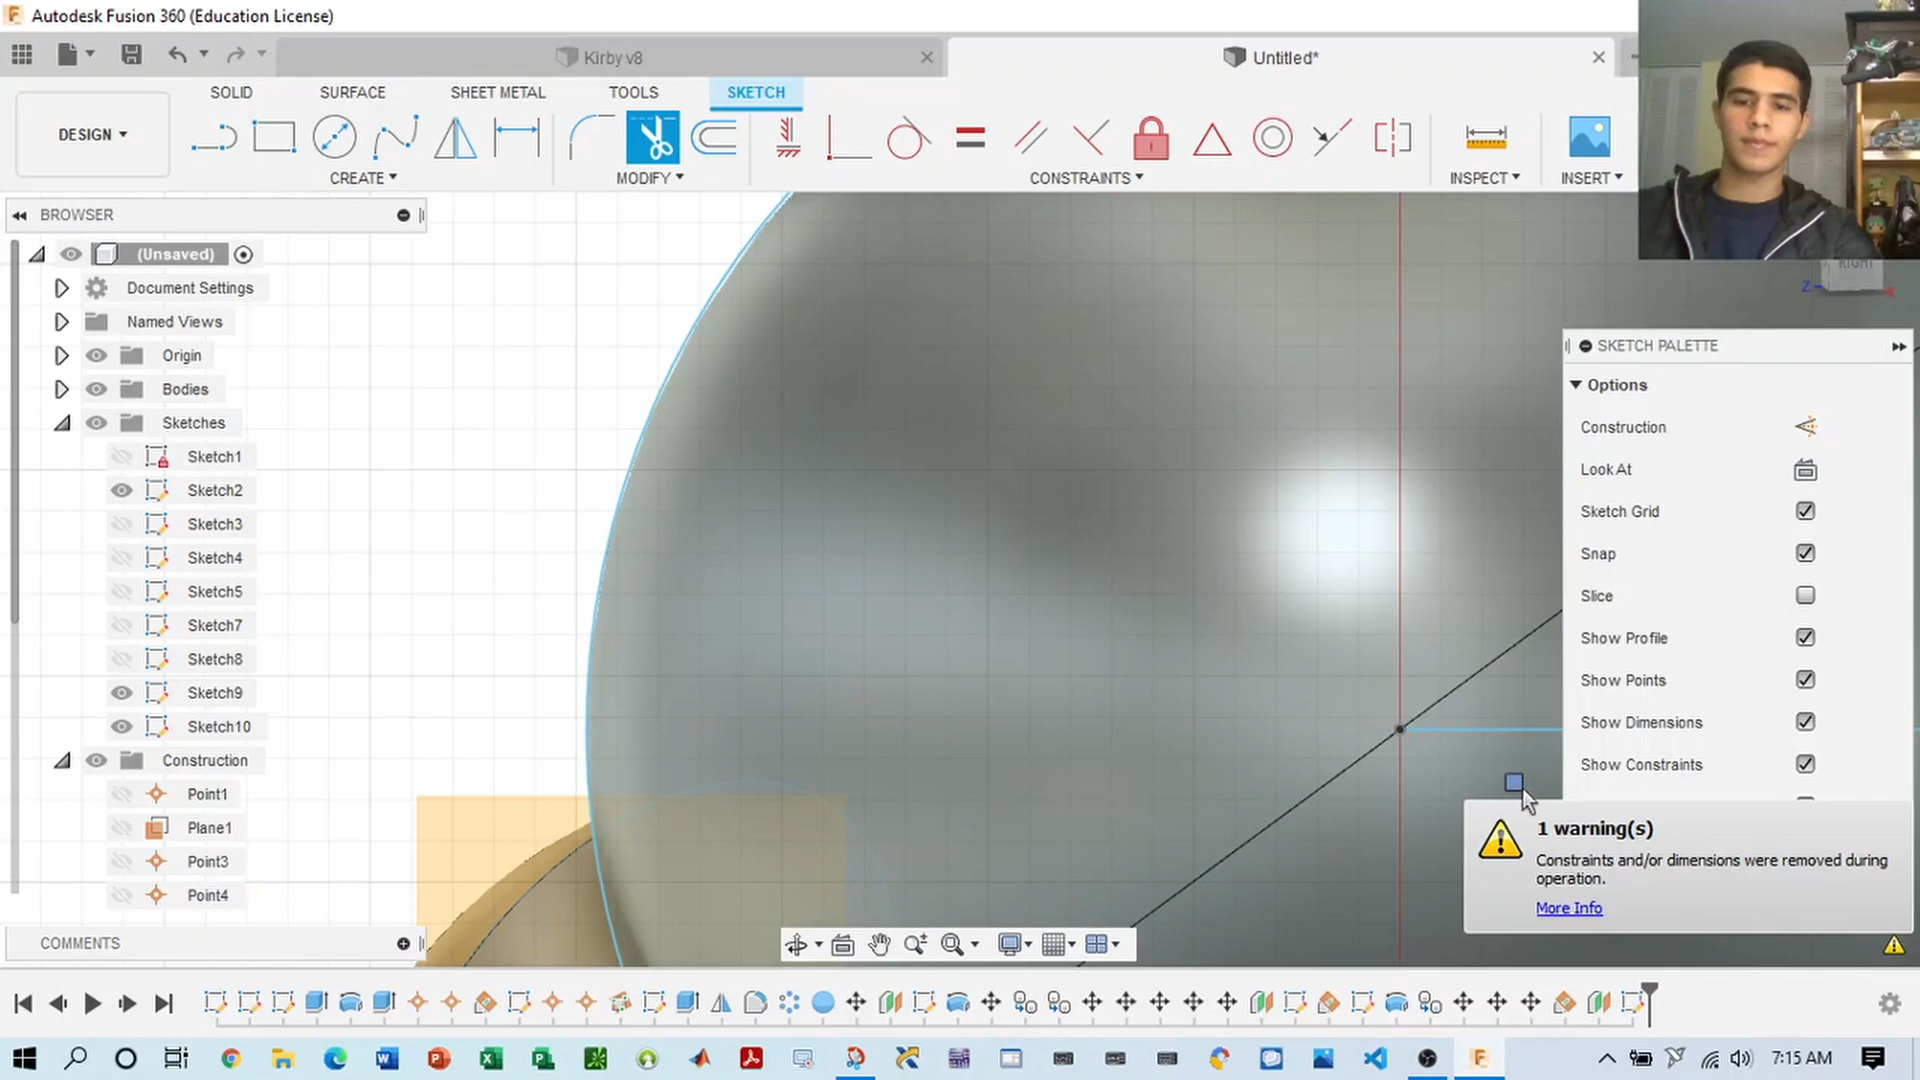 Autodesk Fusion 360 (Education License)
Kirby v8
Untitled*
SOLID
SURFACE
SHEET METAL
TOOLS
SKETCH
DESIGN
CREATE
MODIFY
CONSTRAINTS
INSPECT
INSERT
BROWSER
(Unsaved)
Document Settings
Named Views
Origin
Bodies
Sketches
Sketch1
Sketch2
Sketch3
Sketch4
Sketch5
Sketch7
Sketch8
Sketch9
Sketch10
Construction
Point1
Plane1
Point3
Point4
COMMENTS
RIGHT
Z
X
SKETCH PALETTE
Options
Construction
Look At
Sketch Grid
Snap
Slice
Show Profile
Show Points
Show Dimensions
Show Constraints
1 warning(s)
Constraints and/or dimensions were removed during
operation.
More Info
7:15 AM